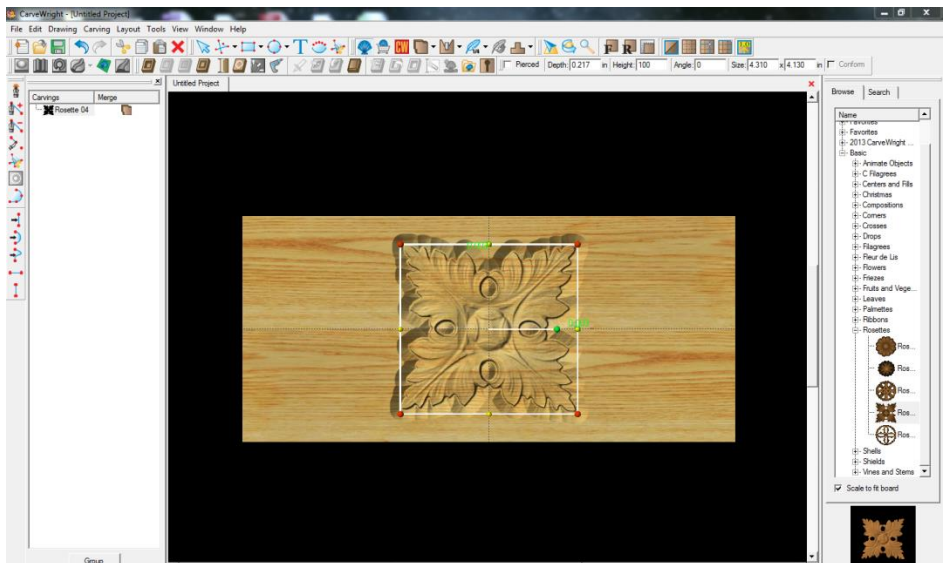 CarveWright - [Untitled Project]
File Edit Drawing Carving Layout Tools View Window Help
CW
T
F R
Pierced Depth: 0.217 in Height: 100 Angle: 0 Size: 4.310 x 4.130 in Conform
Carvings Merge
Rosette 04
Group
Untitled Project
Browse Search
Name
Favorites
2013 CarveWright ...
Basic
Animate Objects
C Filagrees
Centers and Fills
Christmas
Compositions
Corners
Crosses
Drops
Filagrees
Fleur de Lis
Flowers
Friezes
Fruits and Vege...
Leaves
Palmettes
Ribbons
Rosettes
Ros...
Ros...
Ros...
Ros...
Ros...
Shells
Shields
Vines and Stems
Scale to fit board